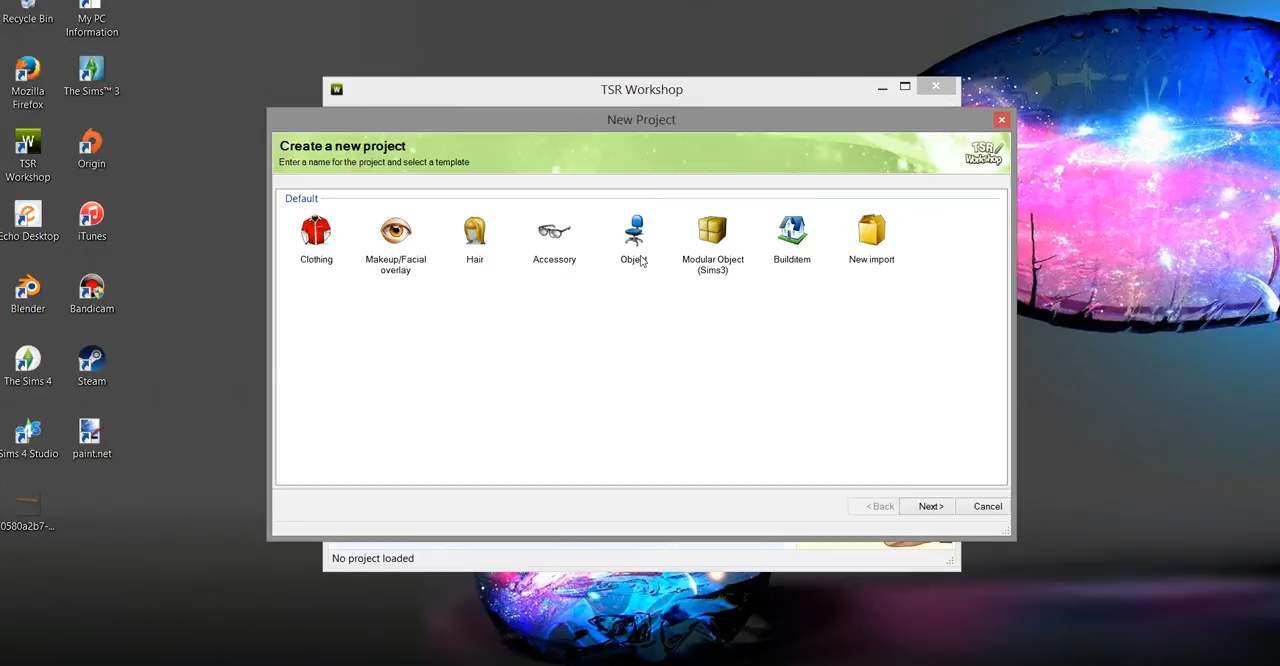 Recycle Bin
My PC
Information
Mozilla
Firefox
The Sims™ 3
TSR
Workshop
Origin
Echo Desktop
iTunes
Blender
Bandicam
The Sims 4
Steam
Sims 4 Studio
paint.net
0580a2b7-...
TSR Workshop
New Project
Create a new project
Enter a name for the project and select a template
TSR
Workshop
Default
Clothing
Makeup/Facial
overlay
Hair
Accessory
Object
Modular Object
(Sims3)
Builditem
New import
< Back
Next>
Cancel
No project loaded